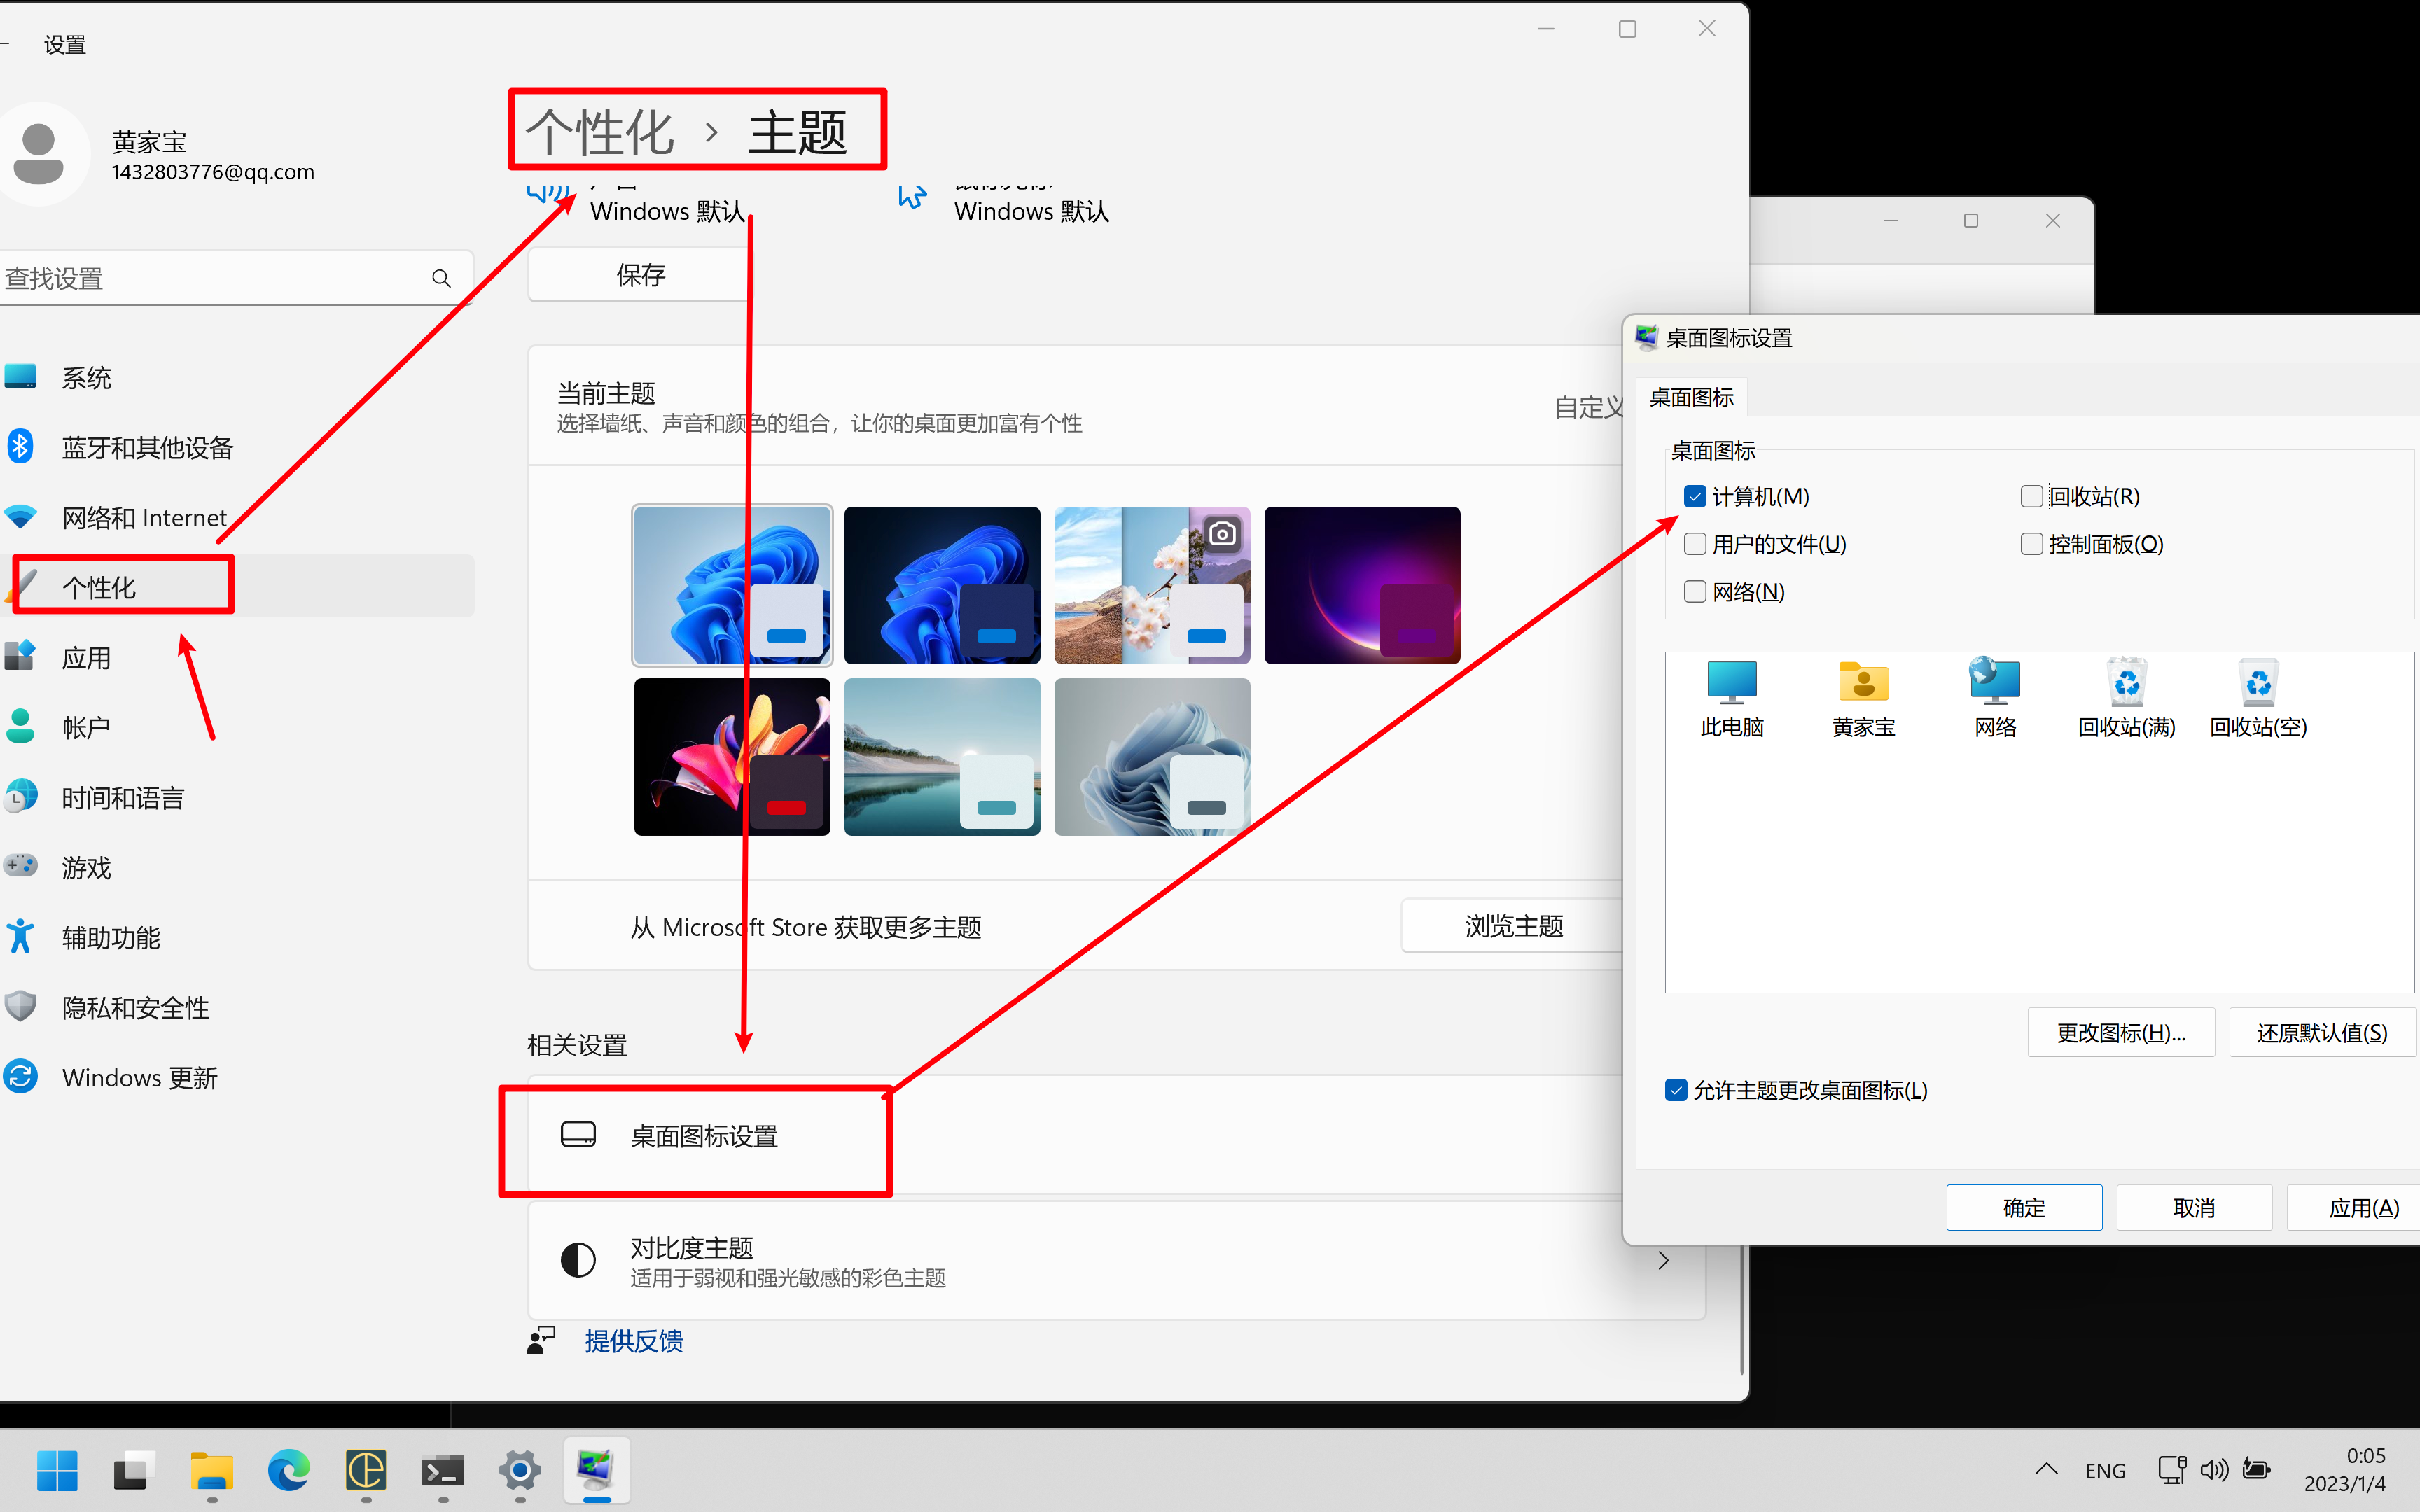 设置
黄家宝
1432803776@qq.com
查找设置
系统
蓝牙和其他设备
网络和 Internet
个性化
应用
帐户
时间和语言
游戏
辅助功能
隐私和安全性
Windows 更新
个性化 › 主题
Windows 默认
Windows 默认
保存
当前主题
选择墙纸、声音和颜色的组合，让你的桌面更加富有个性
自定义
从 Microsoft Store 获取更多主题
浏览主题
相关设置
桌面图标设置
对比度主题
适用于弱视和强光敏感的彩色主题
提供反馈
桌面图标设置
桌面图标
桌面图标
计算机(M)
回收站(R)
用户的文件(U)
控制面板(O)
网络(N)
此电脑
黄家宝
网络
回收站(满)
回收站(空)
更改图标(H)...
还原默认值(S)
允许主题更改桌面图标(L)
确定
取消
应用(A)
ENG
0:05
2023/1/4